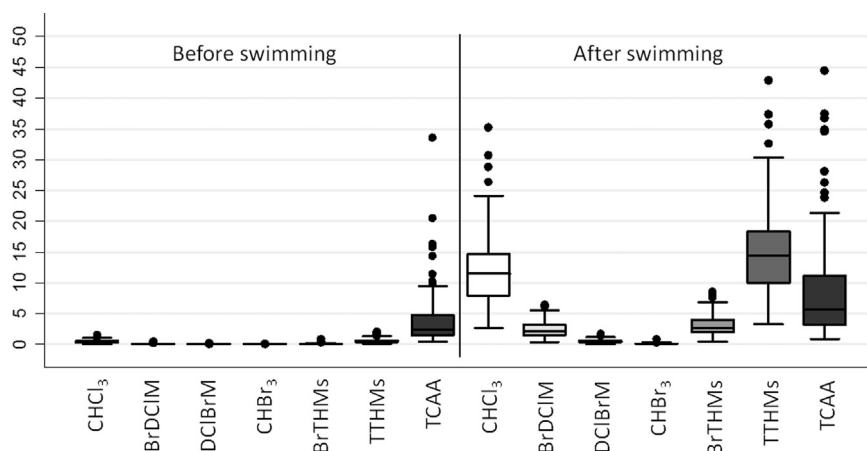 50
45
40
35
30
25
20
15
10
5
0
Before swimming
After swimming
CHCl₃
BrDClM
DClBrM
CHBr₃
BrTHMs
TTHMs
TCAA
CHCl₃
BrDClM
DClBrM
CHBr₃
BrTHMs
TTHMs
TCAA